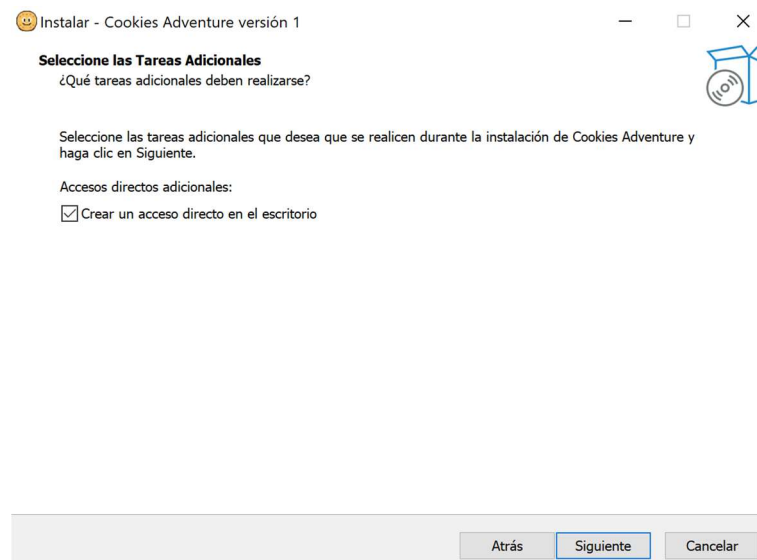 Instalar - Cookies Adventure versión 1
Seleccione las Tareas Adicionales
¿Qué tareas adicionales deben realizarse?
Seleccione las tareas adicionales que desea que se realicen durante la instalación de Cookies Adventure y
haga clic en Siguiente.
Accesos directos adicionales:
Crear un acceso directo en el escritorio
Atrás Siguiente Cancelar